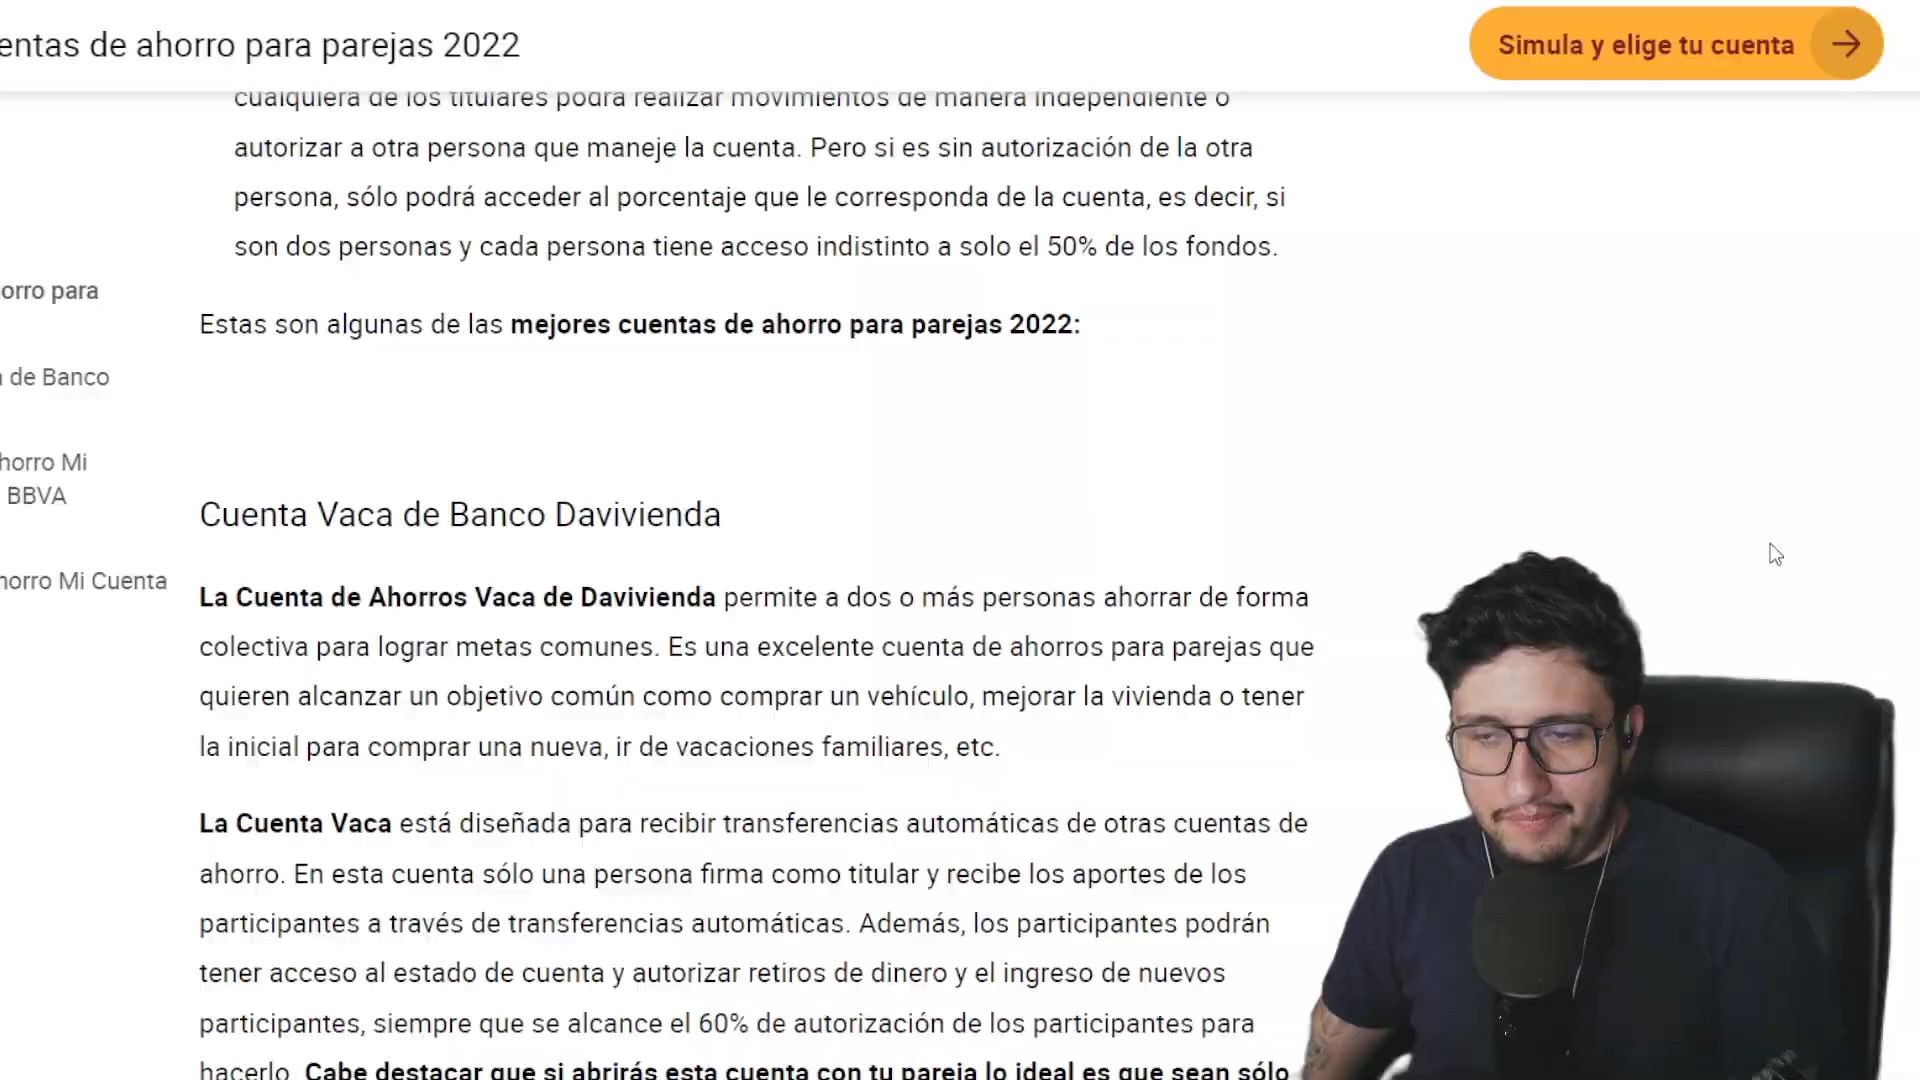 entas de ahorro para parejas 2022
Simula y elige tu cuenta
cualquiera de los titulares podrá realizar movimientos de manera independiente o
autorizar a otra persona que maneje la cuenta. Pero si es sin autorización de la otra
persona, sólo podrá acceder al porcentaje que le corresponda de la cuenta, es decir, si
son dos personas y cada persona tiene acceso indistinto a solo el 50% de los fondos.
orro para
de Banco
horro Mi
BBVA
horro Mi Cuenta
Estas son algunas de las mejores cuentas de ahorro para parejas 2022:
Cuenta Vaca de Banco Davivienda
La Cuenta de Ahorros Vaca de Davivienda permite a dos o más personas ahorrar de forma
colectiva para lograr metas comunes. Es una excelente cuenta de ahorros para parejas que
quieren alcanzar un objetivo común como comprar un vehículo, mejorar la vivienda o tener
la inicial para comprar una nueva, ir de vacaciones familiares, etc.
La Cuenta Vaca está diseñada para recibir transferencias automáticas de otras cuentas de
ahorro. En esta cuenta sólo una persona firma como titular y recibe los aportes de los
participantes a través de transferencias automáticas. Además, los participantes podrán
tener acceso al estado de cuenta y autorizar retiros de dinero y el ingreso de nuevos
participantes, siempre que se alcance el 60% de autorización de los participantes para
hacerlo. Cabe destacar que si abrirás esta cuenta con tu pareja lo ideal es que sean sólo